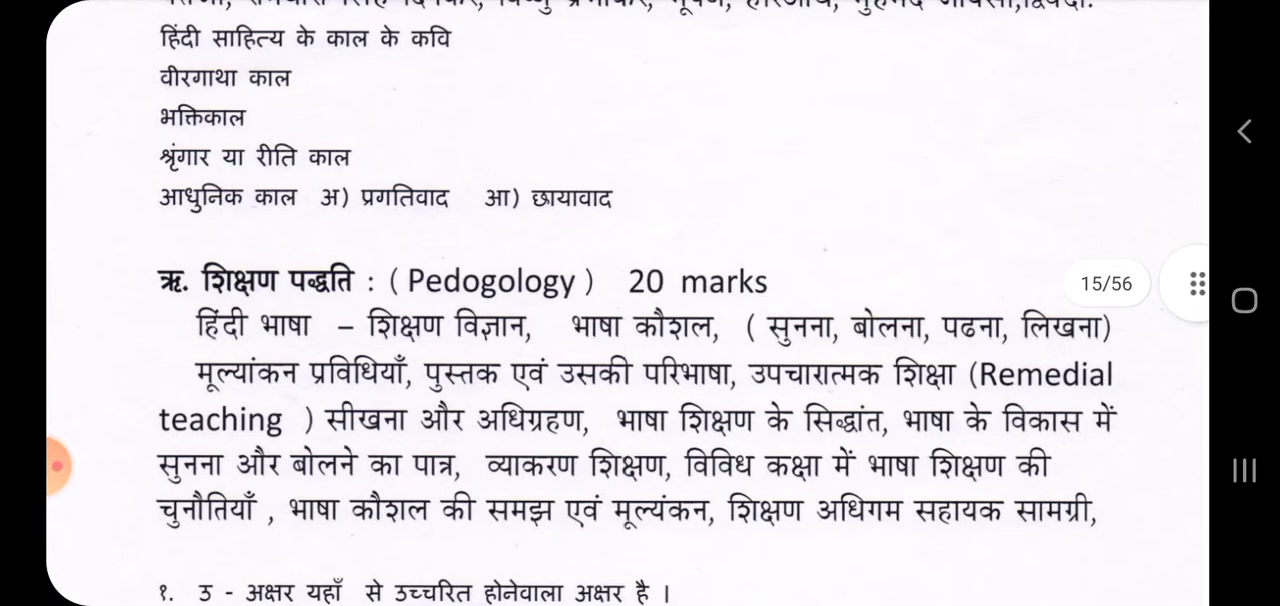 हिंदी साहित्य के काल के कवि
वीरगाथा काल
भक्तिकाल
श्रृंगार या रीति काल
आधुनिक काल अ) प्रगतिवाद आ) छायावाद
ऋ. शिक्षण पद्धति : ( Pedogology ) 20 marks
15/56
हिंदी भाषा – शिक्षण विज्ञान, भाषा कौशल, ( सुनना, बोलना, पढना, लिखना)
मूल्यांकन प्रविधियाँ, पुस्तक एवं उसकी परिभाषा, उपचारात्मक शिक्षा (Remedial
teaching ) सीखना और अधिग्रहण, भाषा शिक्षण के सिद्धांत, भाषा के विकास में
सुनना और बोलने का पात्र, व्याकरण शिक्षण, विविध कक्षा में भाषा शिक्षण की
चुनौतियाँ , भाषा कौशल की समझ एवं मूल्यंकन, शिक्षण अधिगम सहायक सामग्री,
१. उ - अक्षर यहाँ से उच्चरित होनेवाला अक्षर है ।